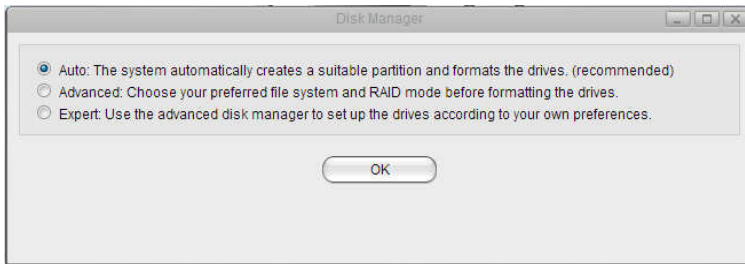 Disk Manager
Auto: The system automatically creates a suitable partition and formats the drives. (recommended)
Advanced: Choose your preferred file system and RAID mode before formatting the drives.
Expert: Use the advanced disk manager to set up the drives according to your own preferences.
OK